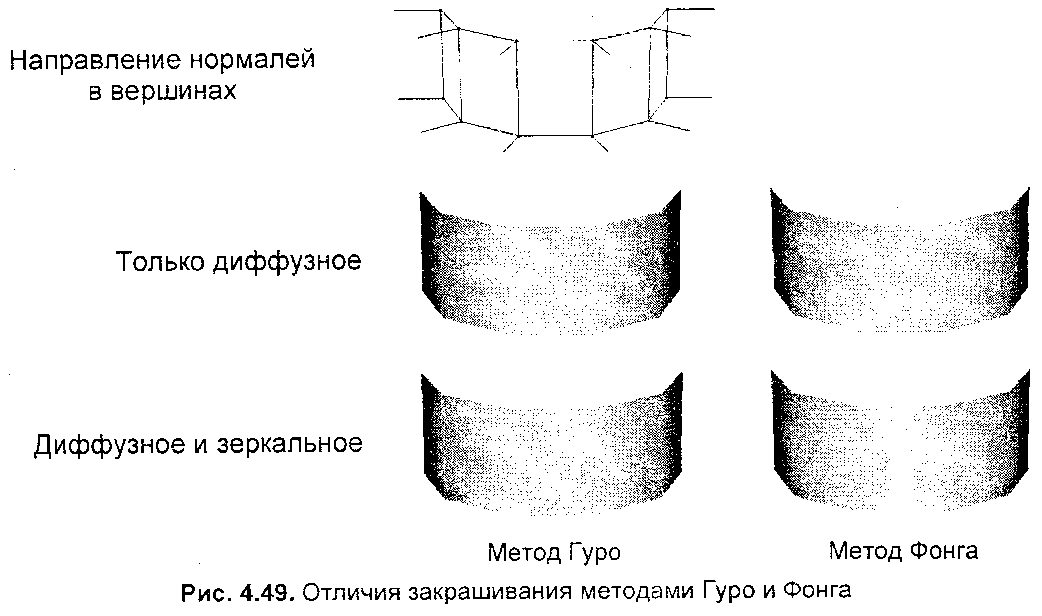 Направление нормалей
в вершинах
Только диффузное
Диффузное и зеркальное
Метод Гуро
Метод Фонга
Рис. 4.49. Отличия закрашивания методами Гуро и Фонга